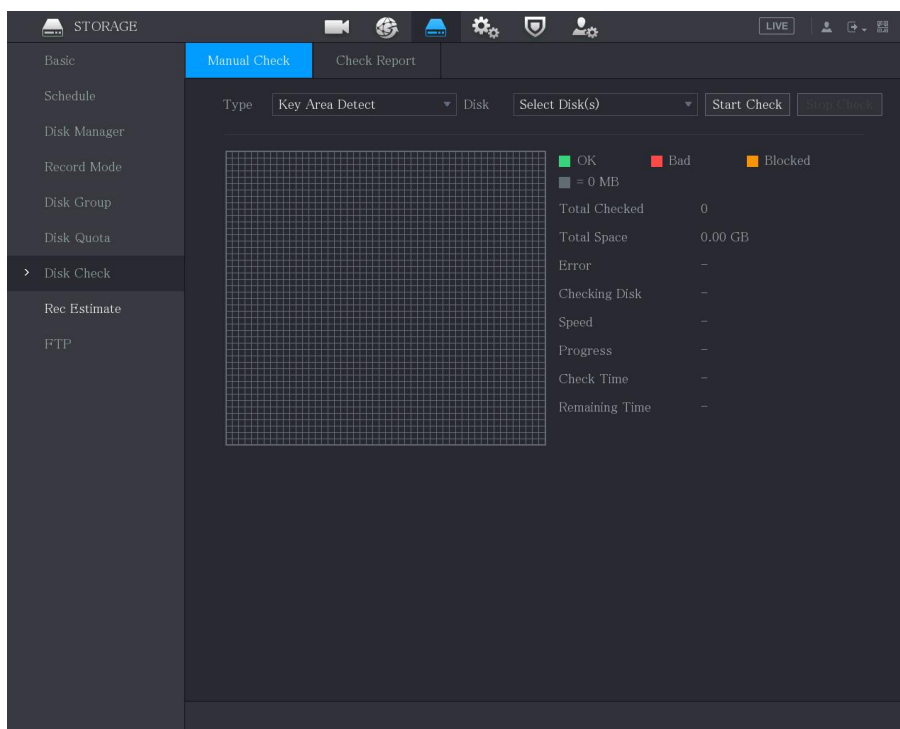 STORAGE
LIVE
Basic
Schedule
Disk Manager
Record Mode
Disk Group
Disk Quota
Disk Check
Rec Estimate
FTP
Manual Check Check Report
Type Key Area Detect Disk Select Disk(s) Start Check Stop Check
OK Bad Blocked
= 0 MB
Total Checked 0
Total Space 0.00 GB
Error –
Checking Disk –
Speed –
Progress –
Check Time –
Remaining Time –